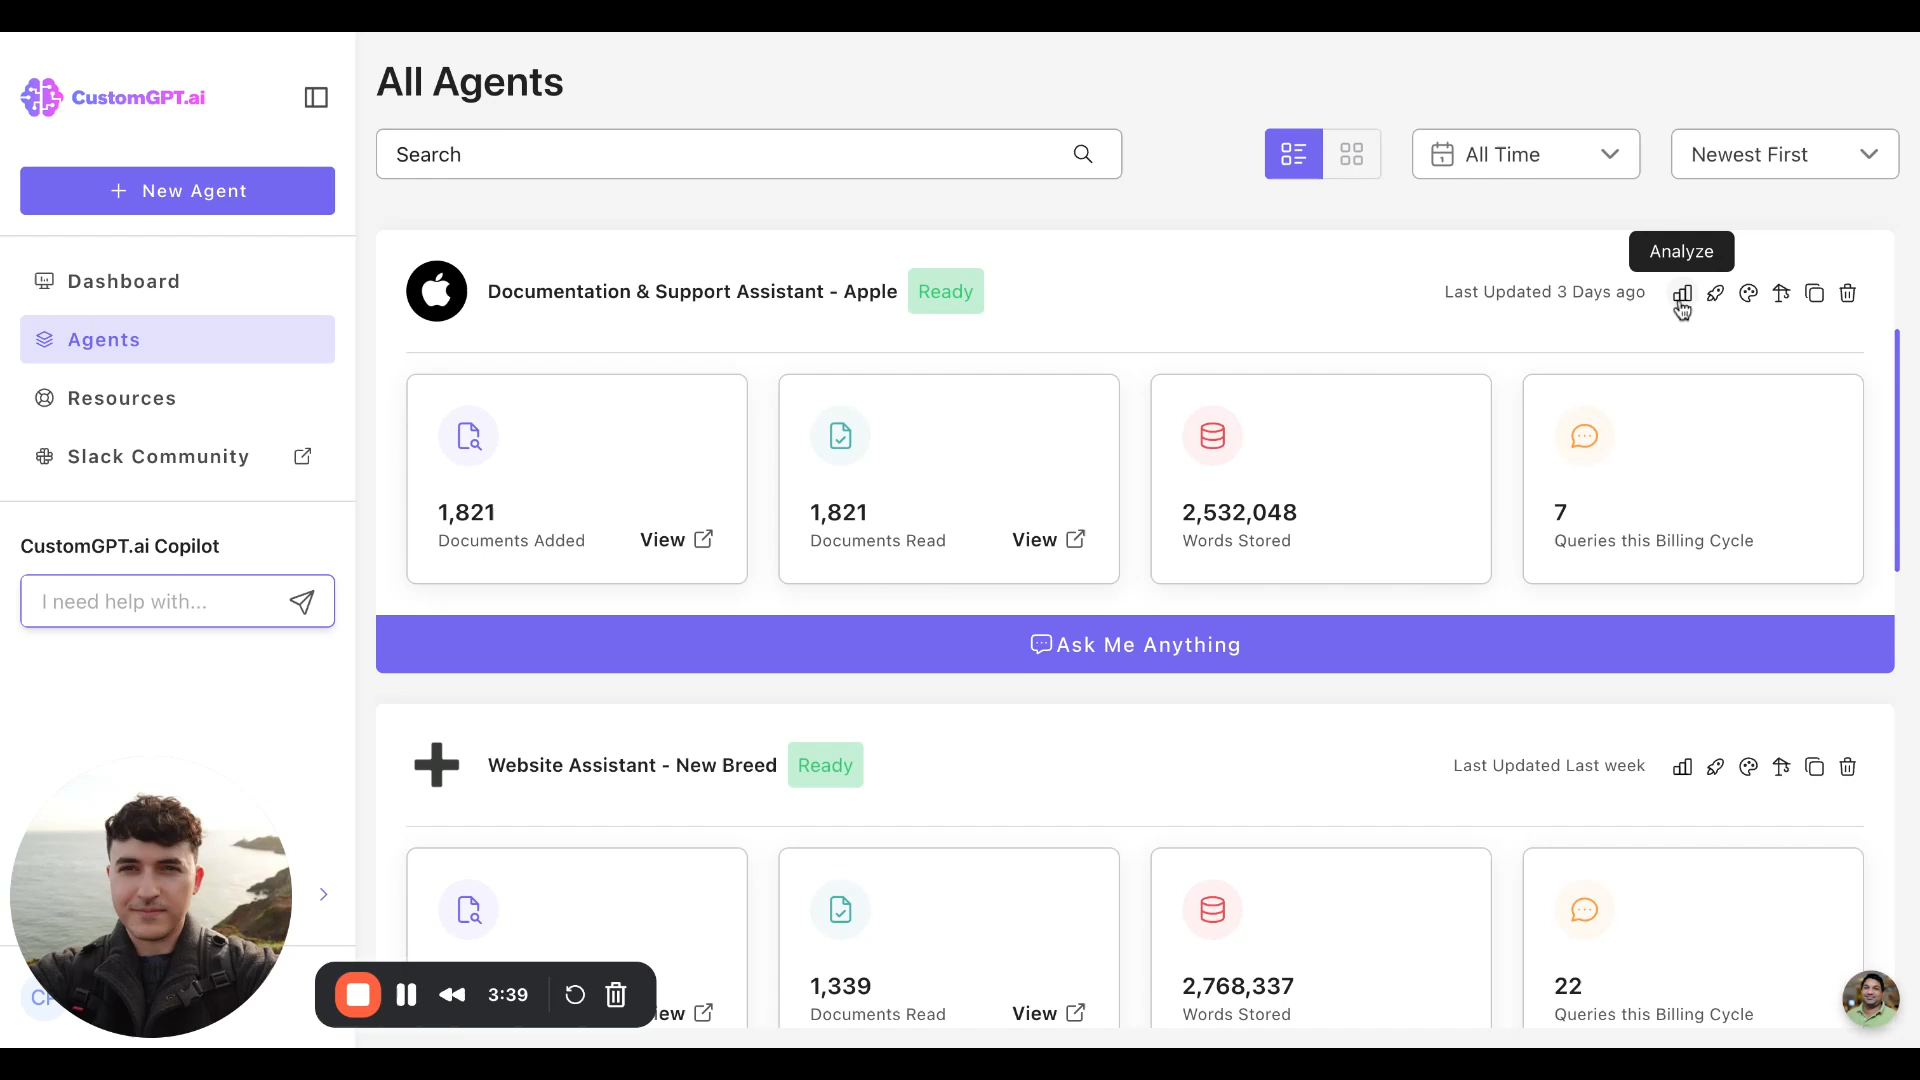 CustomGPT.ai
+ New Agent
Dashboard
Agents
Resources
Slack Community
CustomGPT.ai Copilot
I need help with...
All Agents
Search
All Time
Newest First
Analyze
Documentation & Support Assistant - Apple
Ready
Last Updated 3 Days ago
1,821
Documents Added
View
1,821
Documents Read
View
2,532,048
Words Stored
7
Queries this Billing Cycle
Ask Me Anything
Website Assistant - New Breed
Ready
Last Updated Last week
1,339
Documents Read
View
2,768,337
Words Stored
22
Queries this Billing Cycle
3:39